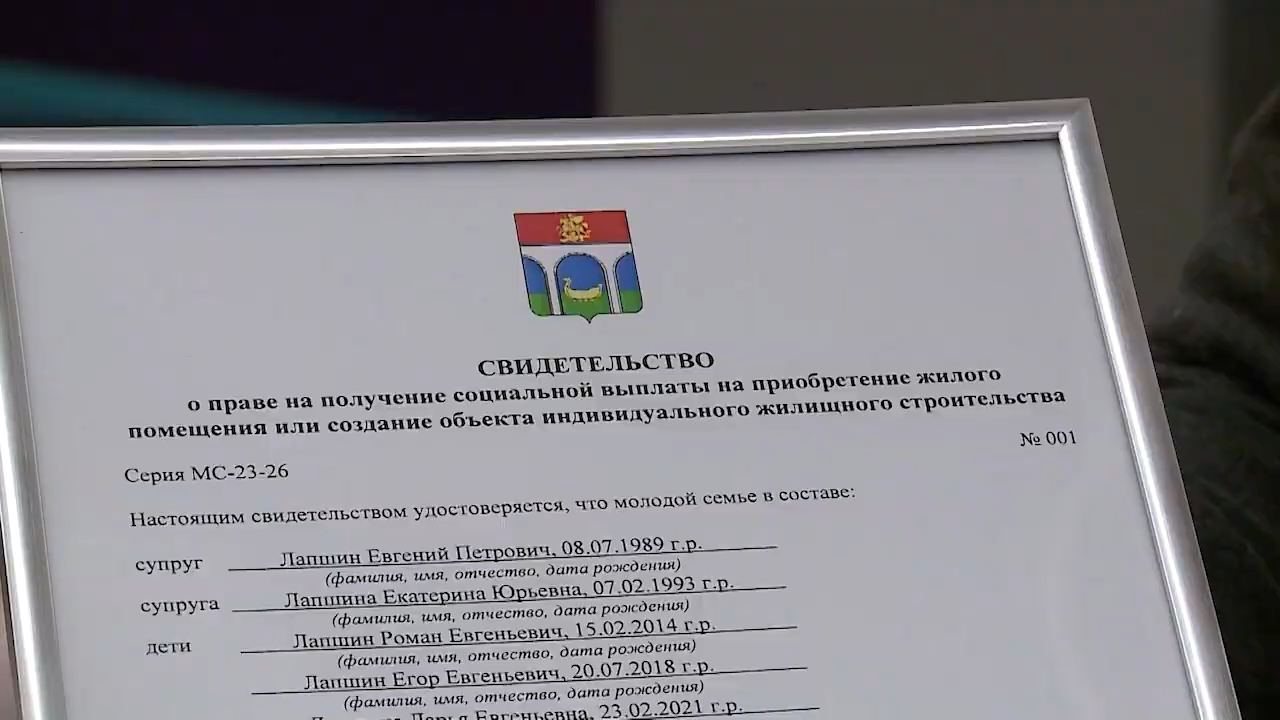 СВИДЕТЕЛЬСТВО
о праве на получение социальной выплаты на приобретение жилого
помещения или создание объекта индивидуального жилищного строительства
№ 001
Серия МС-23-26
Настоящим свидетельством удостоверяется, что молодой семье в составе:
супруг Лапшин Евгений Петрович, 08.07.1989 г.р.
(фамилия, имя, отчество, дата рождения)
супруга Лапшина Екатерина Юрьевна, 07.02.1993 г.р.
(фамилия, имя, отчество, дата рождения)
дети Лапшин Роман Евгеньевич, 15.02.2014 г.р.
(фамилия, имя, отчество, дата рождения)
Лапшин Егор Евгеньевич, 20.07.2018 г.р.
(фамилия, имя, отчество, дата рождения)
Дарья Евгеньевна, 23.02.2021 г.р.